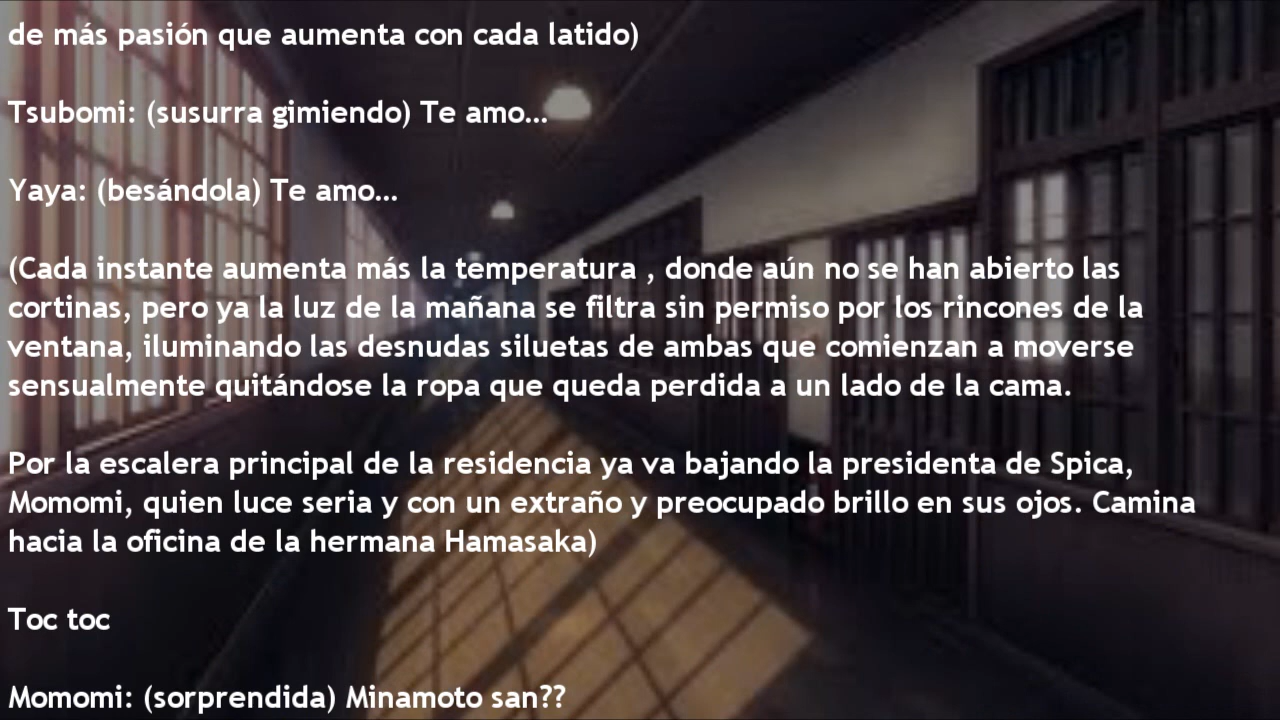 de más pasión que aumenta con cada latido)
Tsubomi: (susurra gimiendo) Te amo...
Yaya: (besándola) Te amo...
(Cada instante aumenta más la temperatura , donde aún no se han abierto las
cortinas, pero ya la luz de la mañana se filtra sin permiso por los rincones de la
ventana, iluminando las desnudas siluetas de ambas que comienzan a moverse
sensualmente quitándose la ropa que queda perdida a un lado de la cama.
Por la escalera principal de la residencia ya va bajando la presidenta de Spica,
Momomi, quien luce seria y con un extraño y preocupado brillo en sus ojos. Camina
hacia la oficina de la hermana Hamasaka)
Toc toc
Momomi: (sorprendida) Minamoto san??